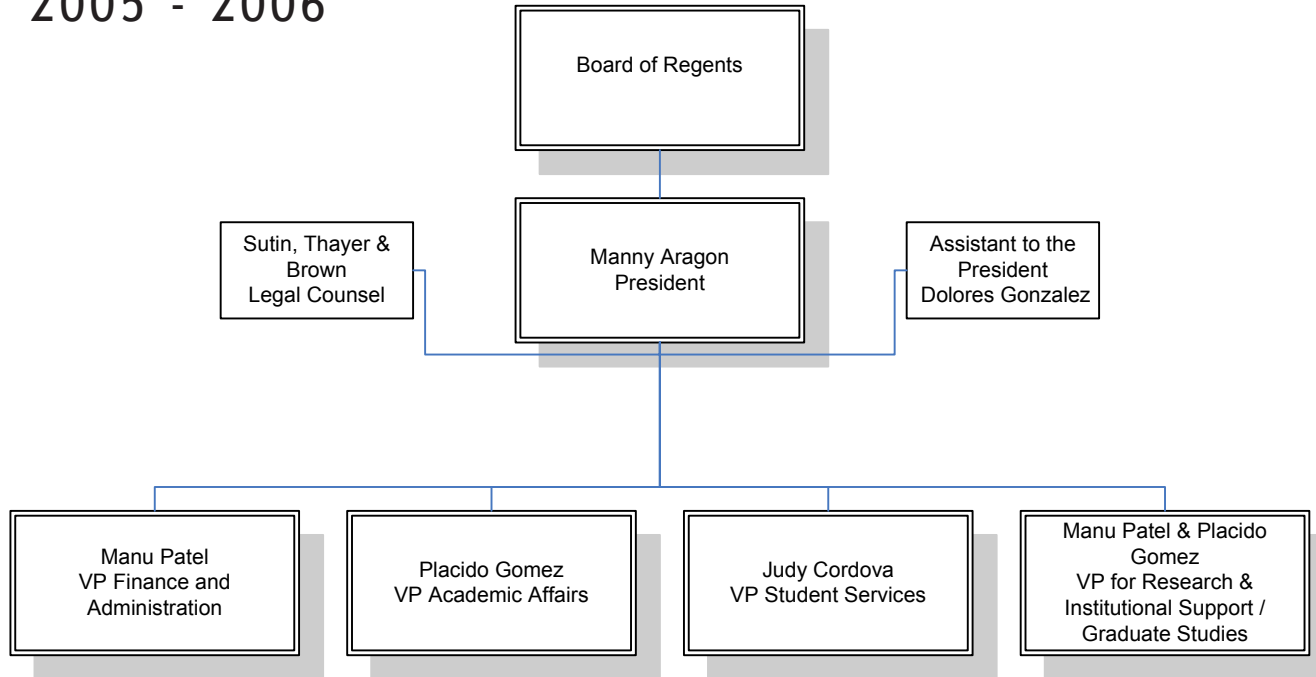 2005 - 2006
Board of Regents
Sutin, Thayer &
Brown
Legal Counsel
Manny Aragon
President
Assistant to the
President
Dolores Gonzalez
Manu Patel
VP Finance and
Administration
Placido Gomez
VP Academic Affairs
Judy Cordova
VP Student Services
Manu Patel & Placido
Gomez
VP for Research &
Institutional Support /
Graduate Studies